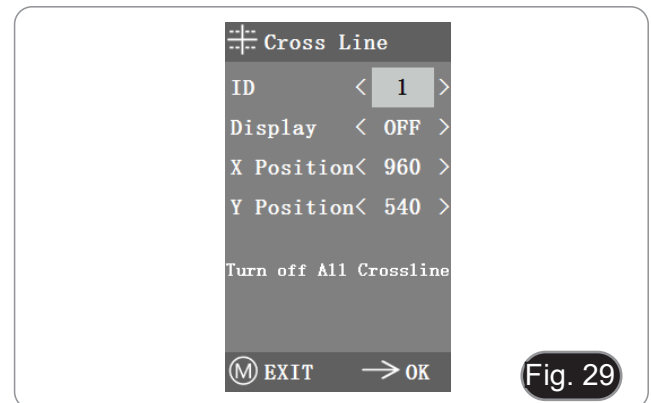 Cross Line
ID < 1 >
Display < OFF >
X Position< 960 >
Y Position< 540 >
Turn off All Crossline
Ⓜ EXIT → OK
Fig. 29